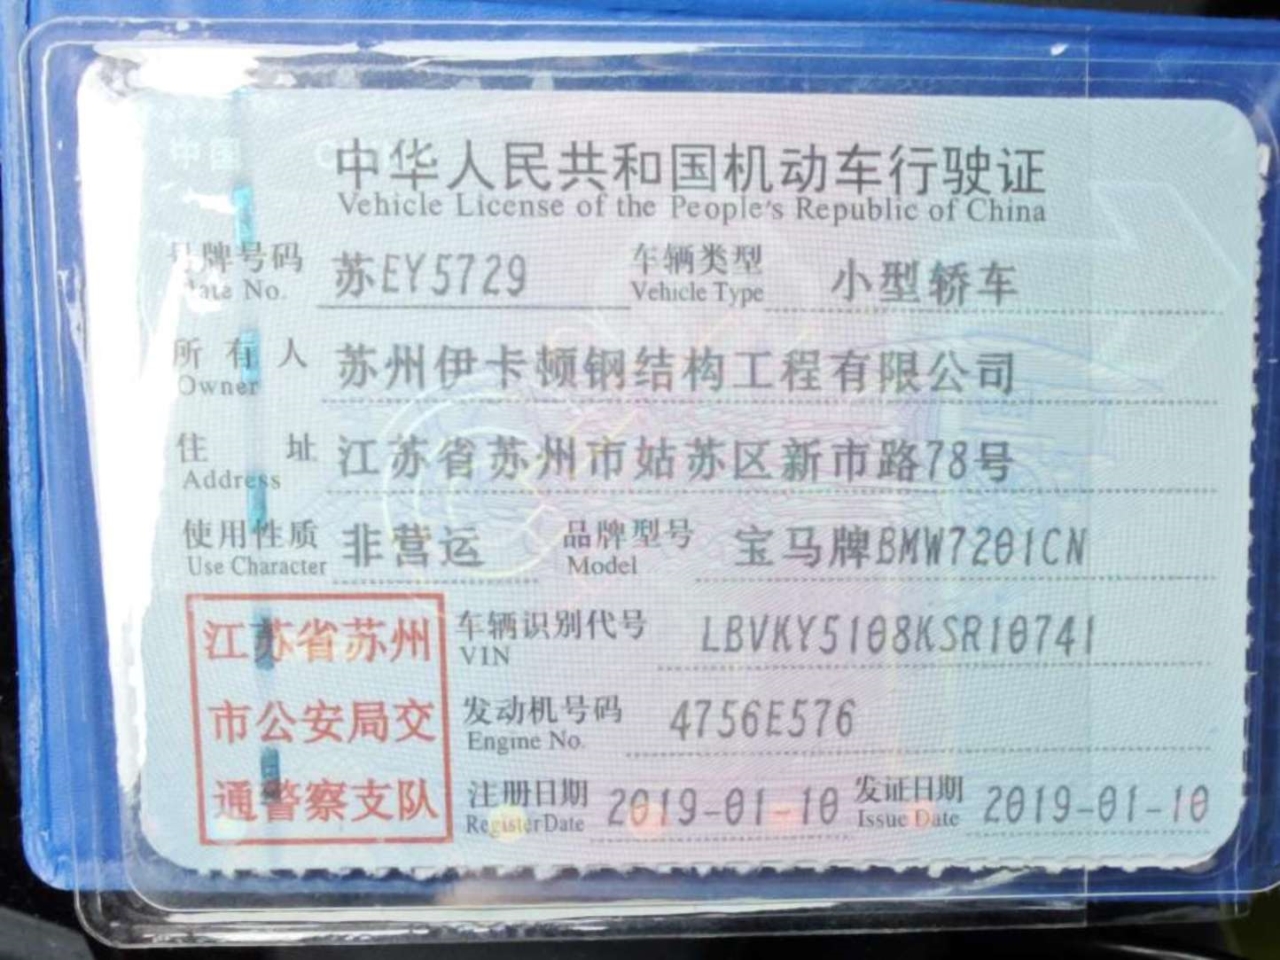 中华人民共和国机动车行驶证
Vehicle License of the People's Republic of China
号牌号码 苏EY5729 车辆类型 小型轿车
Plate No. Vehicle Type
所有人 苏州伊卡顿钢结构工程有限公司
Owner
住址 江苏省苏州市姑苏区新市路78号
Address
使用性质 非营运 品牌型号 宝马牌BMW7201CN
Use Character Model
江苏省苏州 车辆识别代号 LBVKY5108KSR10741
VIN
市公安局交 发动机号码 4756E576
Engine No.
通警察支队 注册日期 2019-01-10 发证日期 2019-01-10
Register Date Issue Date